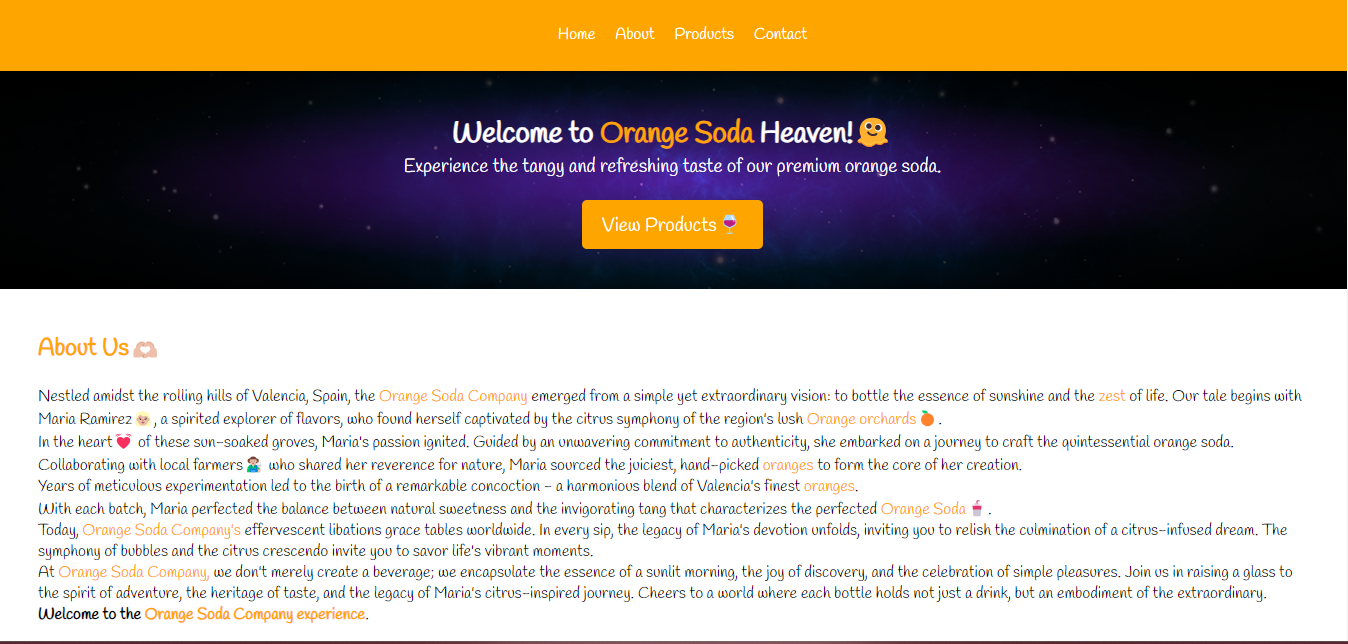 Home About Products Contact
Welcome to Orange Soda Heaven! 🫠
Experience the tangy and refreshing taste of our premium orange soda.
View Products 🍷
About Us 🫶🏼
Nestled amidst the rolling hills of Valencia, Spain, the Orange Soda Company emerged from a simple yet extraordinary vision: to bottle the essence of sunshine and the zest of life. Our tale begins with
Maria Ramirez 👵🏼, a spirited explorer of flavors, who found herself captivated by the citrus symphony of the region's lush Orange orchards 🍊.
In the heart 💓 of these sun-soaked groves, Maria's passion ignited. Guided by an unwavering commitment to authenticity, she embarked on a journey to craft the quintessential orange soda.
Collaborating with local farmers 👨🏻‍🌾 who shared her reverence for nature, Maria sourced the juiciest, hand-picked oranges to form the core of her creation.
Years of meticulous experimentation led to the birth of a remarkable concoction – a harmonious blend of Valencia's finest oranges.
With each batch, Maria perfected the balance between natural sweetness and the invigorating tang that characterizes the perfected Orange Soda 🥤.
Today, Orange Soda Company's effervescent libations grace tables worldwide. In every sip, the legacy of Maria's devotion unfolds, inviting you to relish the culmination of a citrus-infused dream. The
symphony of bubbles and the citrus crescendo invite you to savor life's vibrant moments.
At Orange Soda Company, we don't merely create a beverage; we encapsulate the essence of a sunlit morning, the joy of discovery, and the celebration of simple pleasures. Join us in raising a glass to
the spirit of adventure, the heritage of taste, and the legacy of Maria's citrus-inspired journey. Cheers to a world where each bottle holds not just a drink, but an embodiment of the extraordinary.
Welcome to the Orange Soda Company experience.